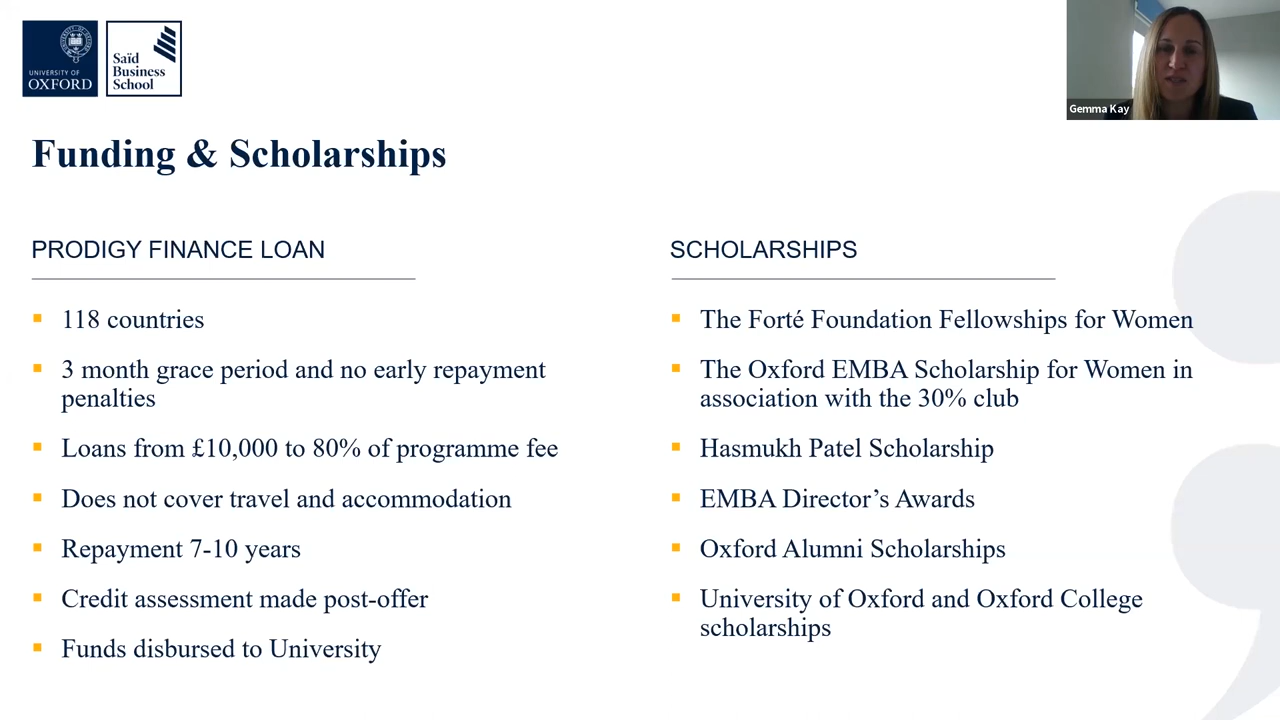 UNIVERSITY OF
OXFORD
Saïd
Business
School
Gemma Kay
Funding & Scholarships
PRODIGY FINANCE LOAN
118 countries
3 month grace period and no early repayment
penalties
Loans from £10,000 to 80% of programme fee
Does not cover travel and accommodation
Repayment 7-10 years
Credit assessment made post-offer
Funds disbursed to University
SCHOLARSHIPS
The Forté Foundation Fellowships for Women
The Oxford EMBA Scholarship for Women in
association with the 30% club
Hasmukh Patel Scholarship
EMBA Director’s Awards
Oxford Alumni Scholarships
University of Oxford and Oxford College
scholarships